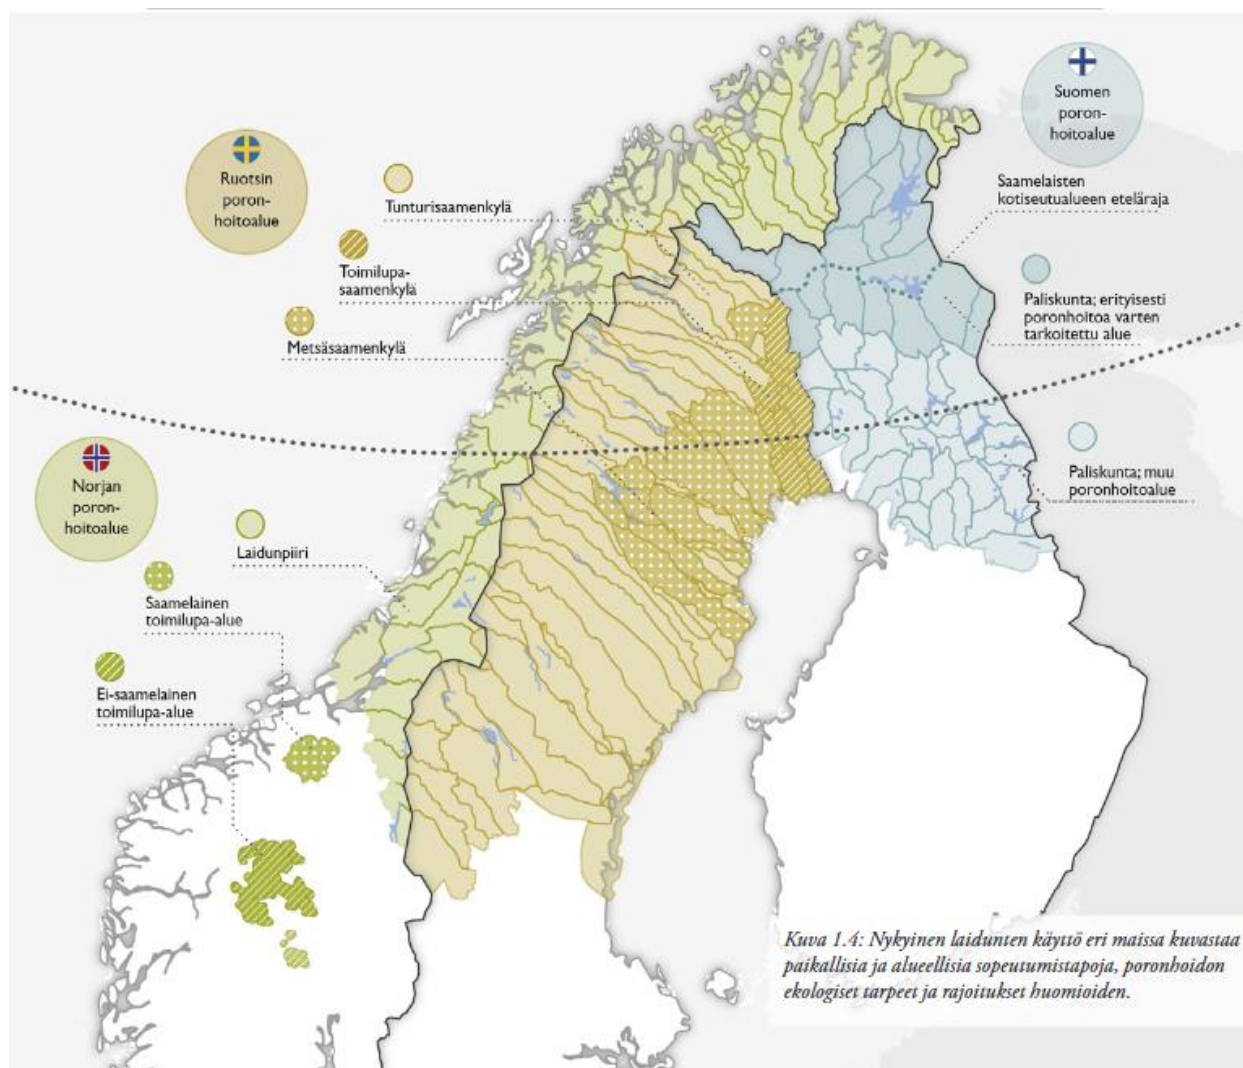 Suomen
poron-
hoitoalue
Ruotsin
poron-
hoitoalue
Tunturisaamenkylä
Saamelaisten
kotiseutualueen eteläraja
Toimilupa-
saamenkylä
Paliskunta; erityisesti
poronhoitoa varten
tarkoitettu alue
Metsäsaamenkylä
Norjan
poron-
hoitoalue
Paliskunta; muu
poronhoitoalue
Laidunpiiri
Saamelainen
toimilupa-alue
Ei-saamelainen
toimilupa-alue
Kuva 1.4: Nykyinen laidunten käyttö eri maissa kuvastaa
paikallisia ja alueellisia sopeutumistapoja, poronhoidon
ekologiset tarpeet ja rajoitukset huomioiden.